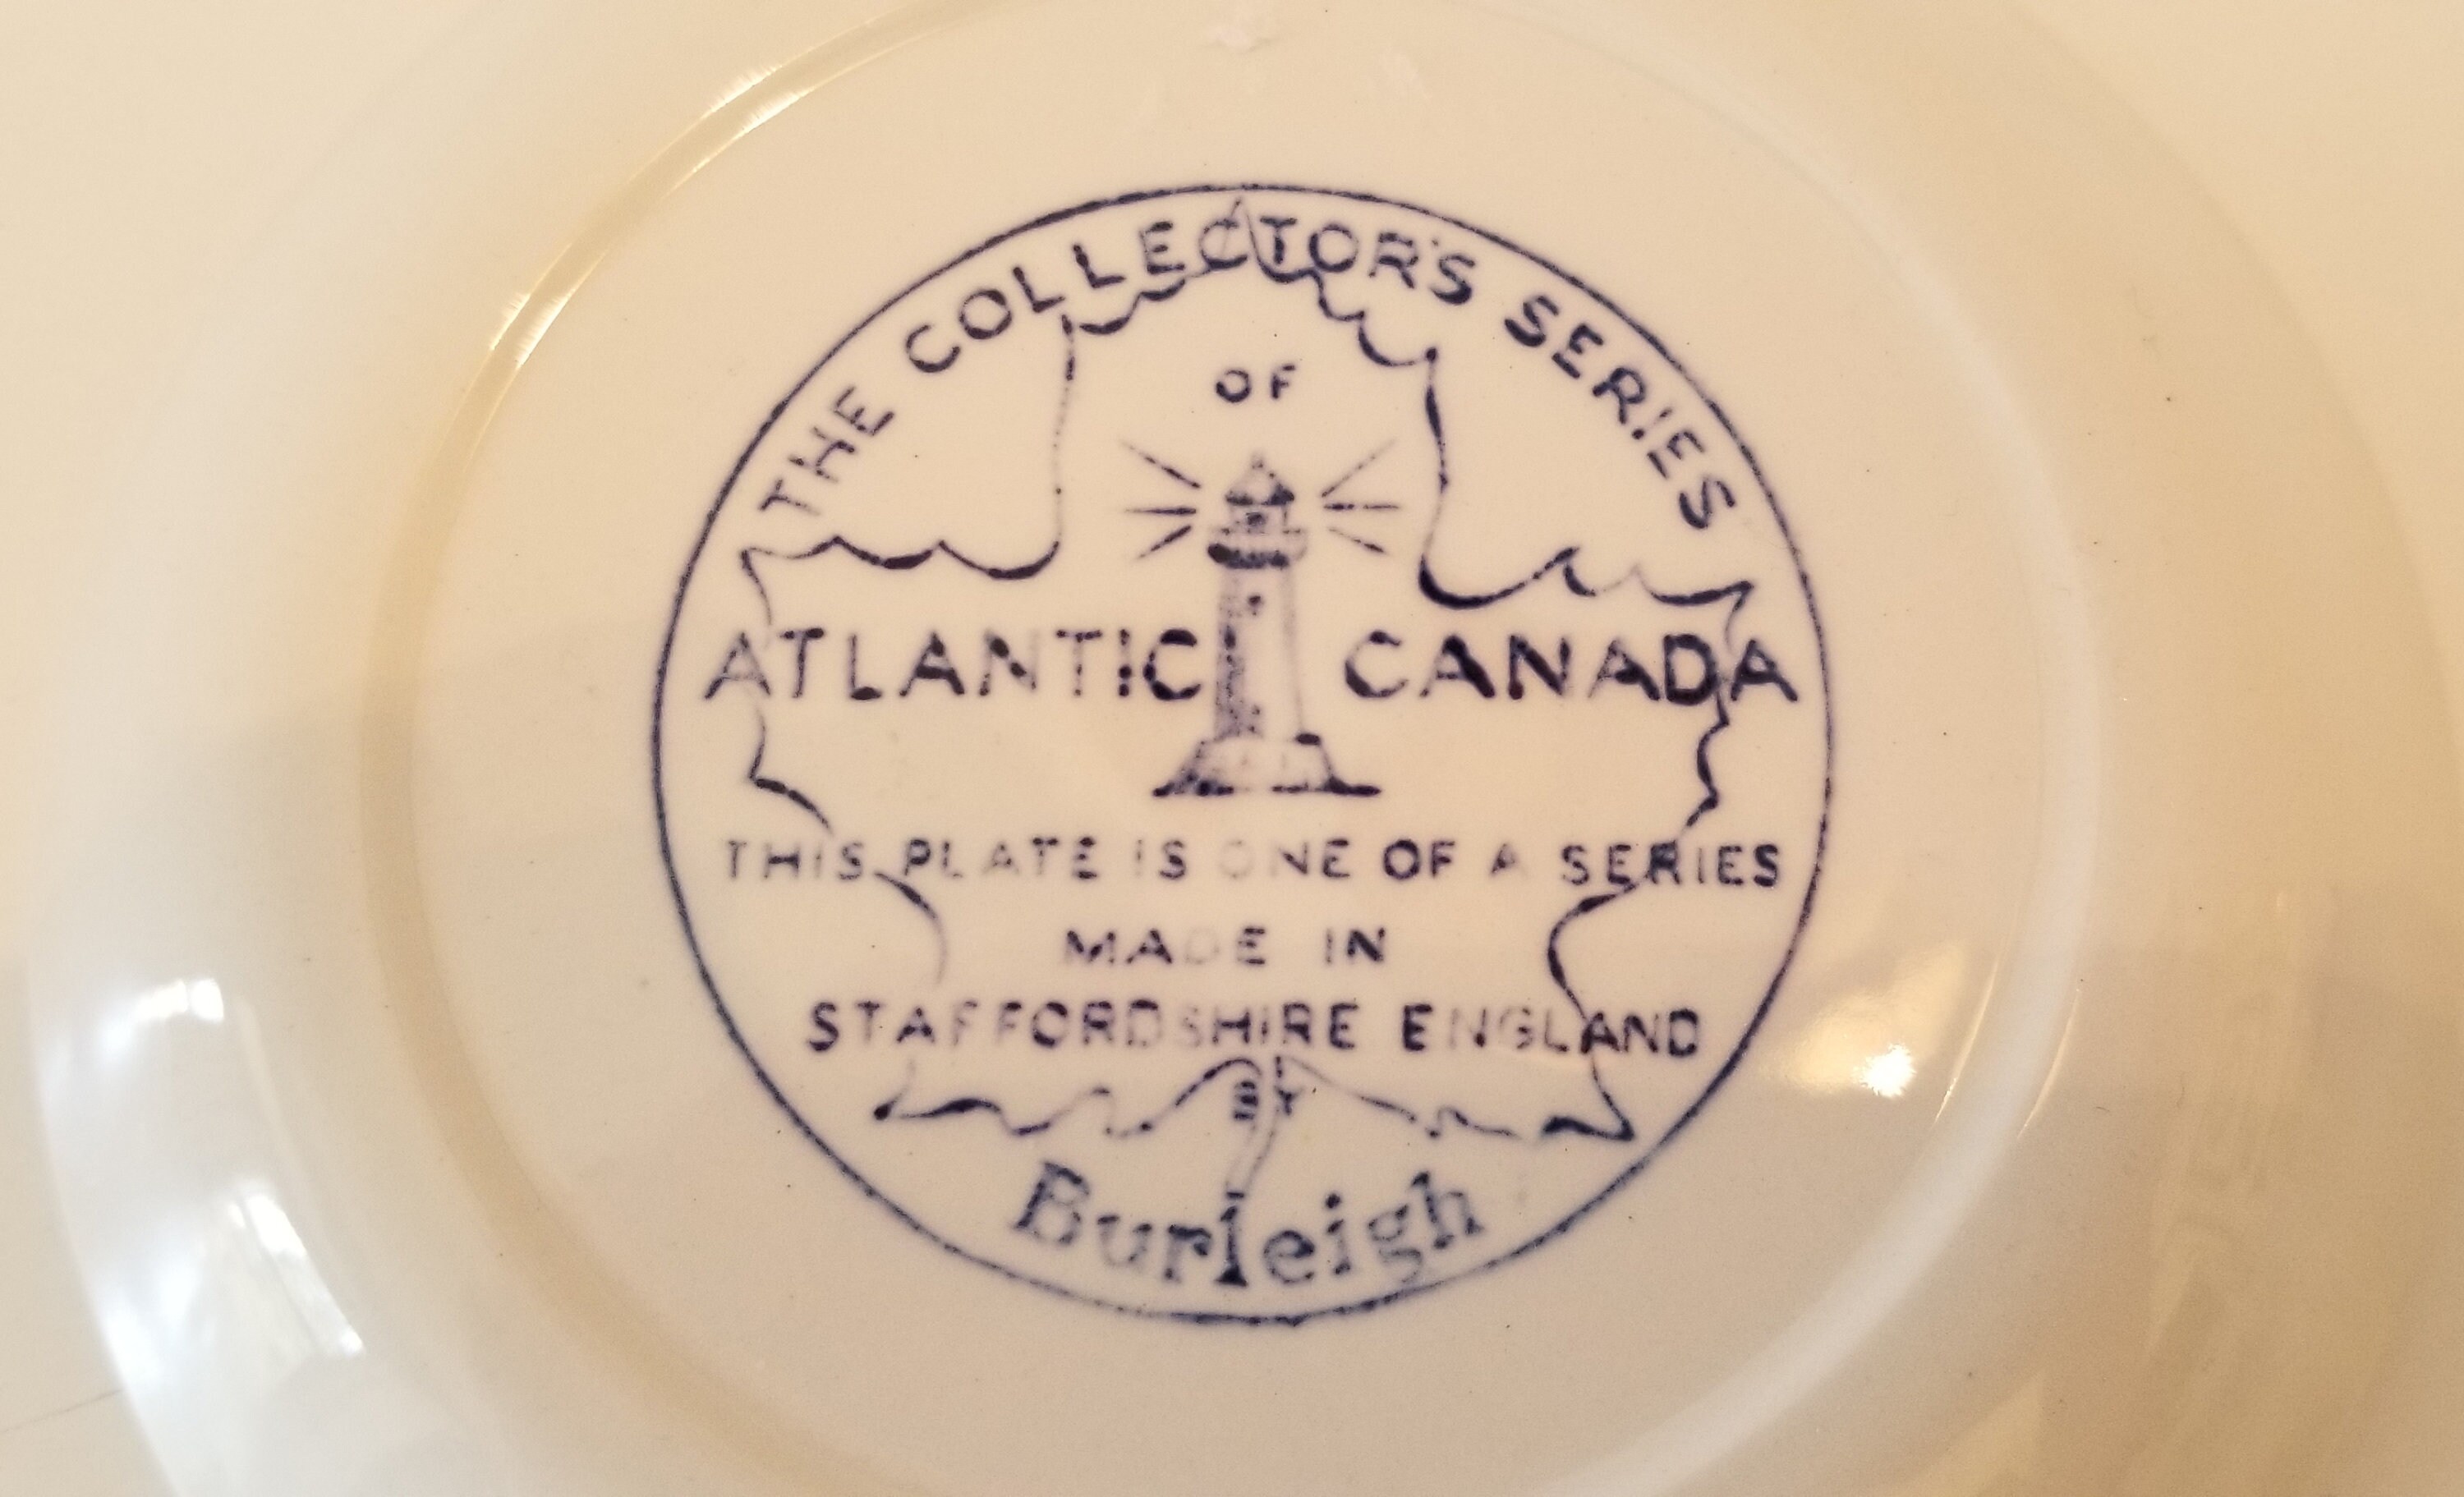 THE COLLECTOR'S SERIES
OF
ATLANTIC CANADA
THIS PLATE IS ONE OF A SERIES
MADE IN
STAFFORDSHIRE ENGLAND
BY
Burleigh